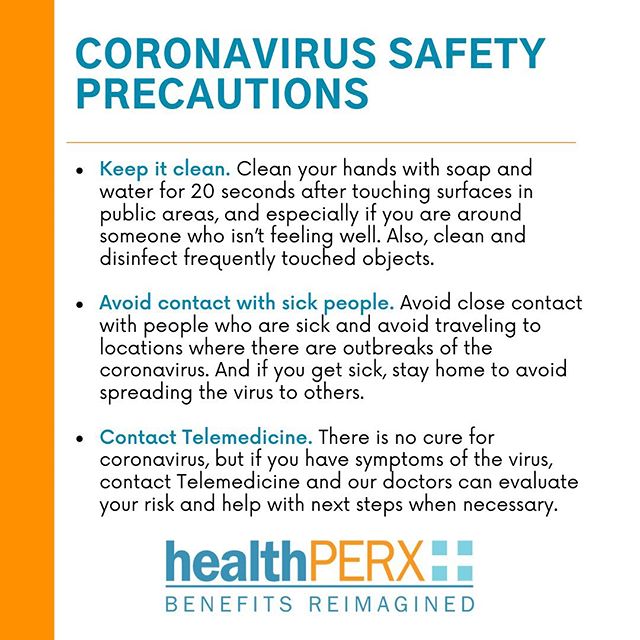 CORONAVIRUS SAFETY
PRECAUTIONS
• Keep it clean. Clean your hands with soap and
water for 20 seconds after touching surfaces in
public areas, and especially if you are around
someone who isn’t feeling well. Also, clean and
disinfect frequently touched objects.
• Avoid contact with sick people. Avoid close contact
with people who are sick and avoid traveling to
locations where there are outbreaks of the
coronavirus. And if you get sick, stay home to avoid
spreading the virus to others.
• Contact Telemedicine. There is no cure for
coronavirus, but if you have symptoms of the virus,
contact Telemedicine and our doctors can evaluate
your risk and help with next steps when necessary.
healthPERX
BENEFITS REIMAGINED